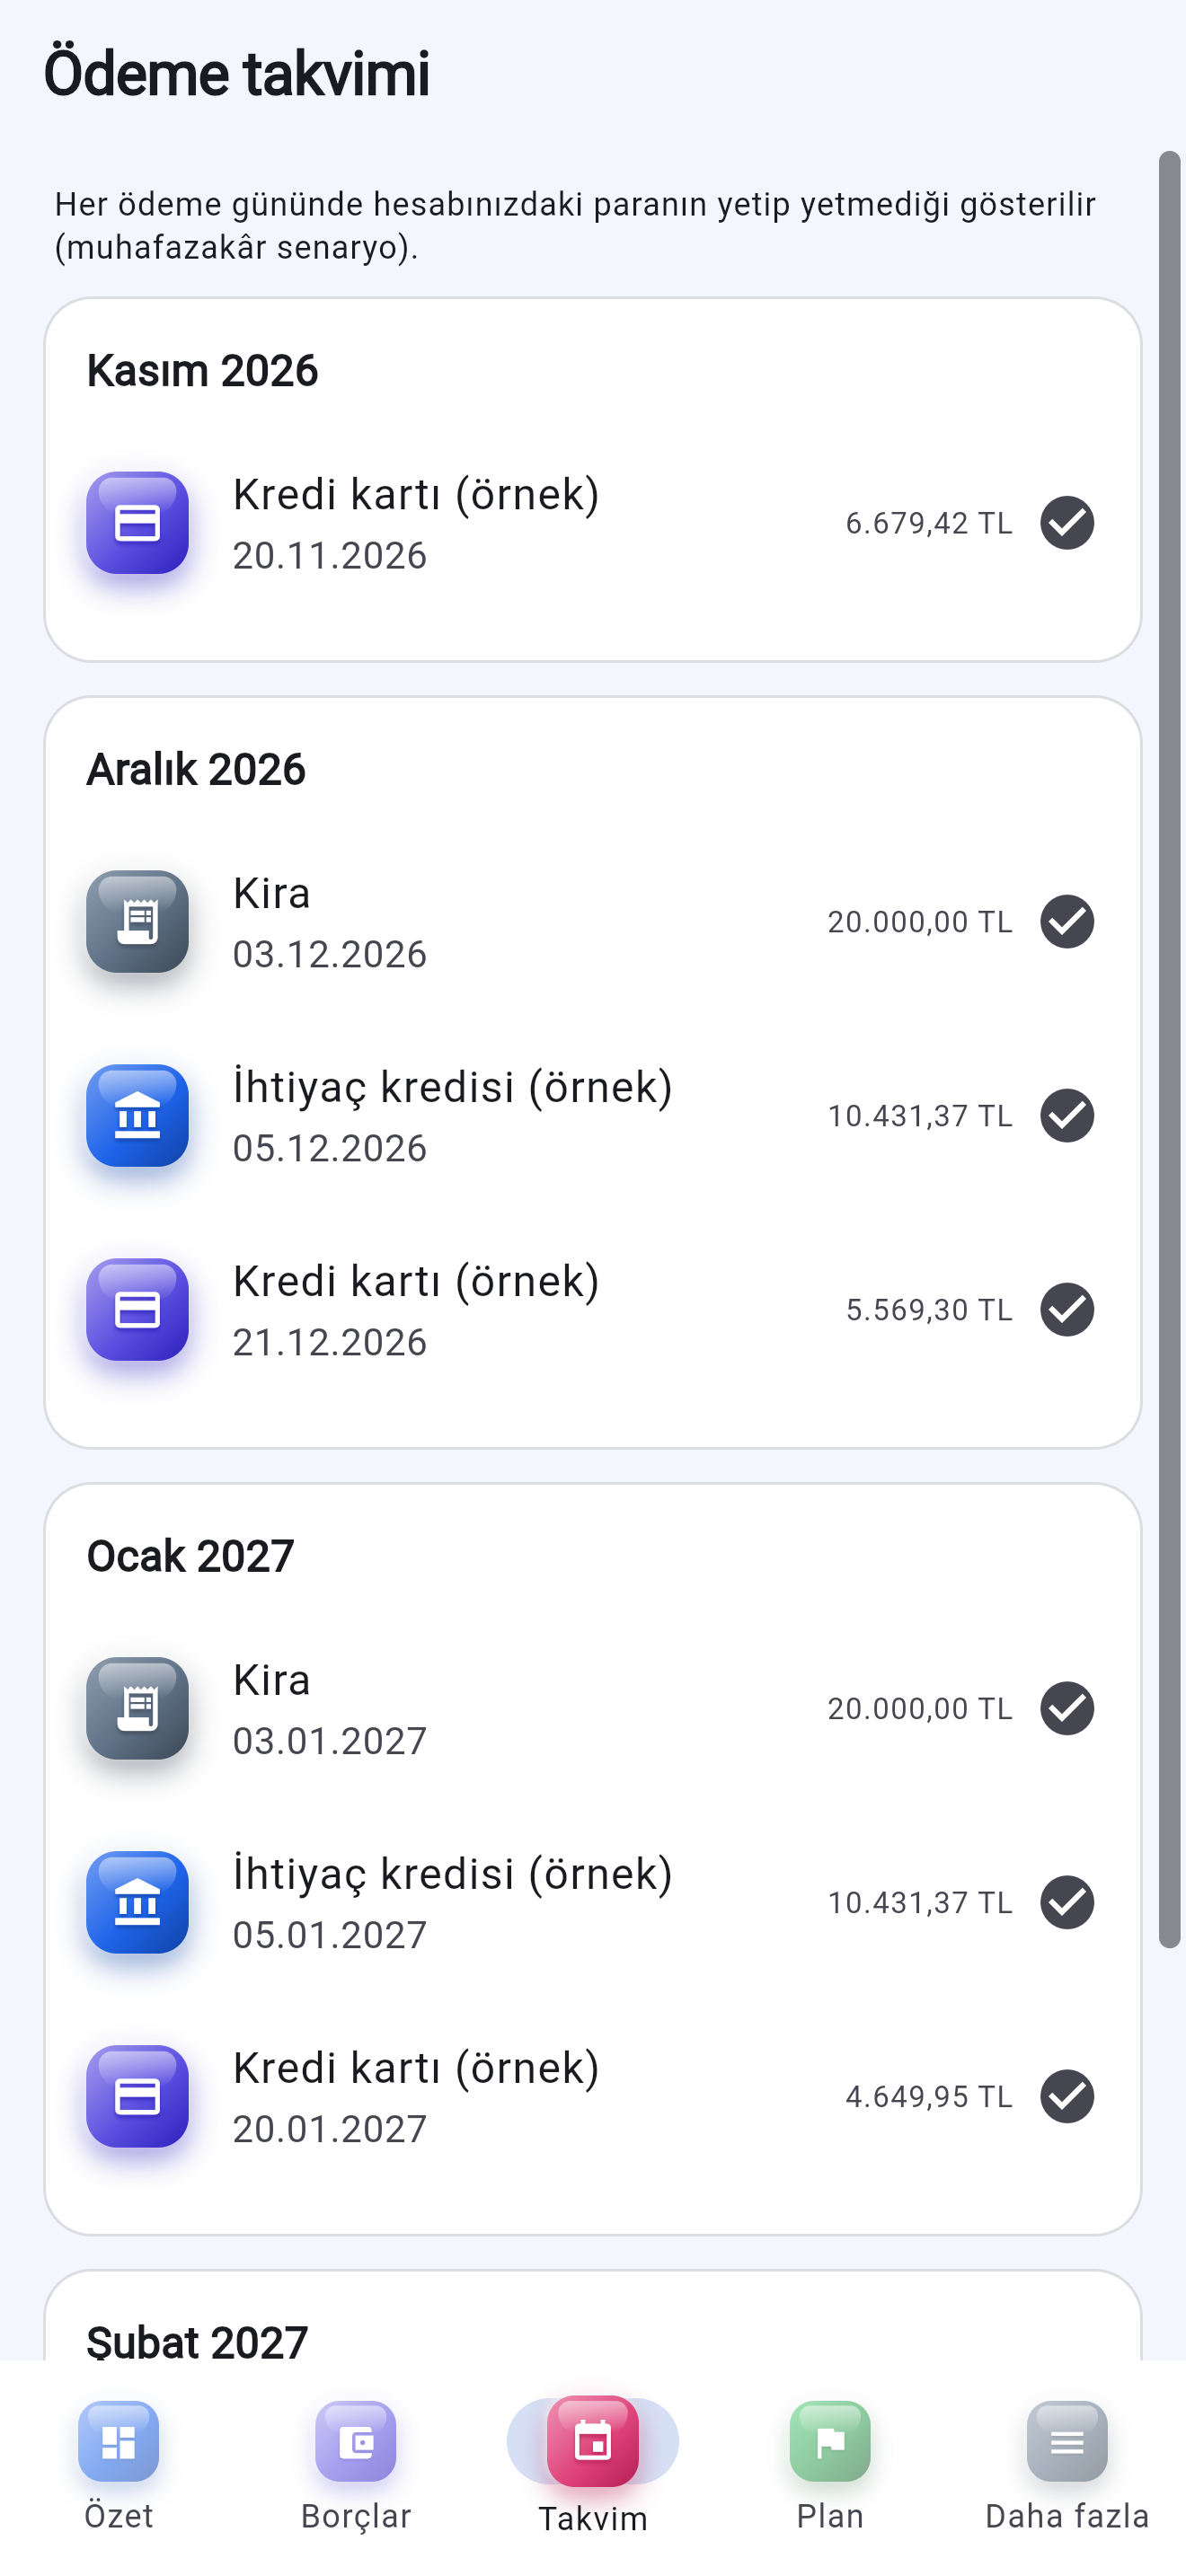 Ödeme takvimi
Her ödeme gününde hesabınızdaki paranın yetip yetmediği gösterilir
(muhafazakâr senaryo).
Kasım 2026
Kredi kartı (örnek)
20.11.2026
6.679,42 TL
Aralık 2026
Kira
03.12.2026
20.000,00 TL
İhtiyaç kredisi (örnek)
05.12.2026
10.431,37 TL
Kredi kartı (örnek)
21.12.2026
5.569,30 TL
Ocak 2027
Kira
03.01.2027
20.000,00 TL
İhtiyaç kredisi (örnek)
05.01.2027
10.431,37 TL
Kredi kartı (örnek)
20.01.2027
4.649,95 TL
Şubat 2027
Özet
Borçlar
Takvim
Plan
Daha fazla